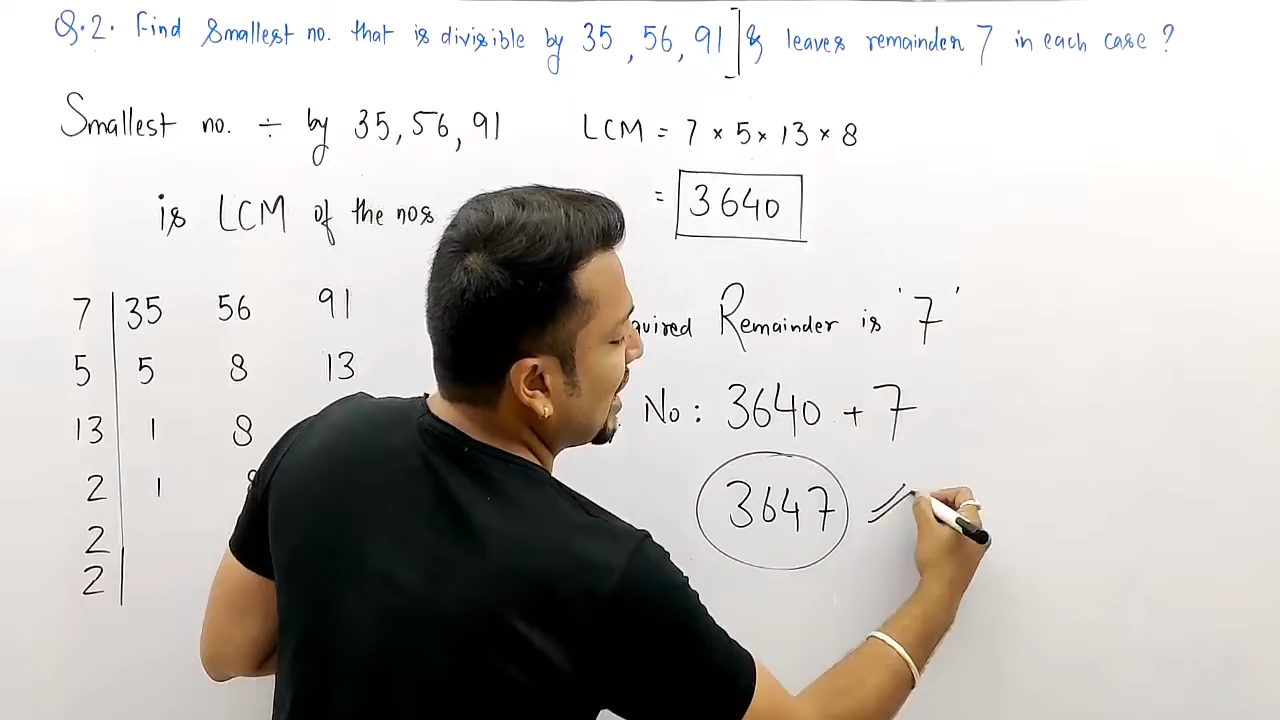 Q.2. Find Smallest no. that is divisible by 35, 56, 91] & leaves remainder 7 in each case ?
Smallest no. ÷ by 35, 56, 91
is LCM of the nos
7 | 35 56 91
5 | 5 8 13
13 | 1 8
2 | 1
2
2
LCM = 7 × 5 × 13 × 8
= 3640
Remainder is '7'
No: 3640 + 7
3647